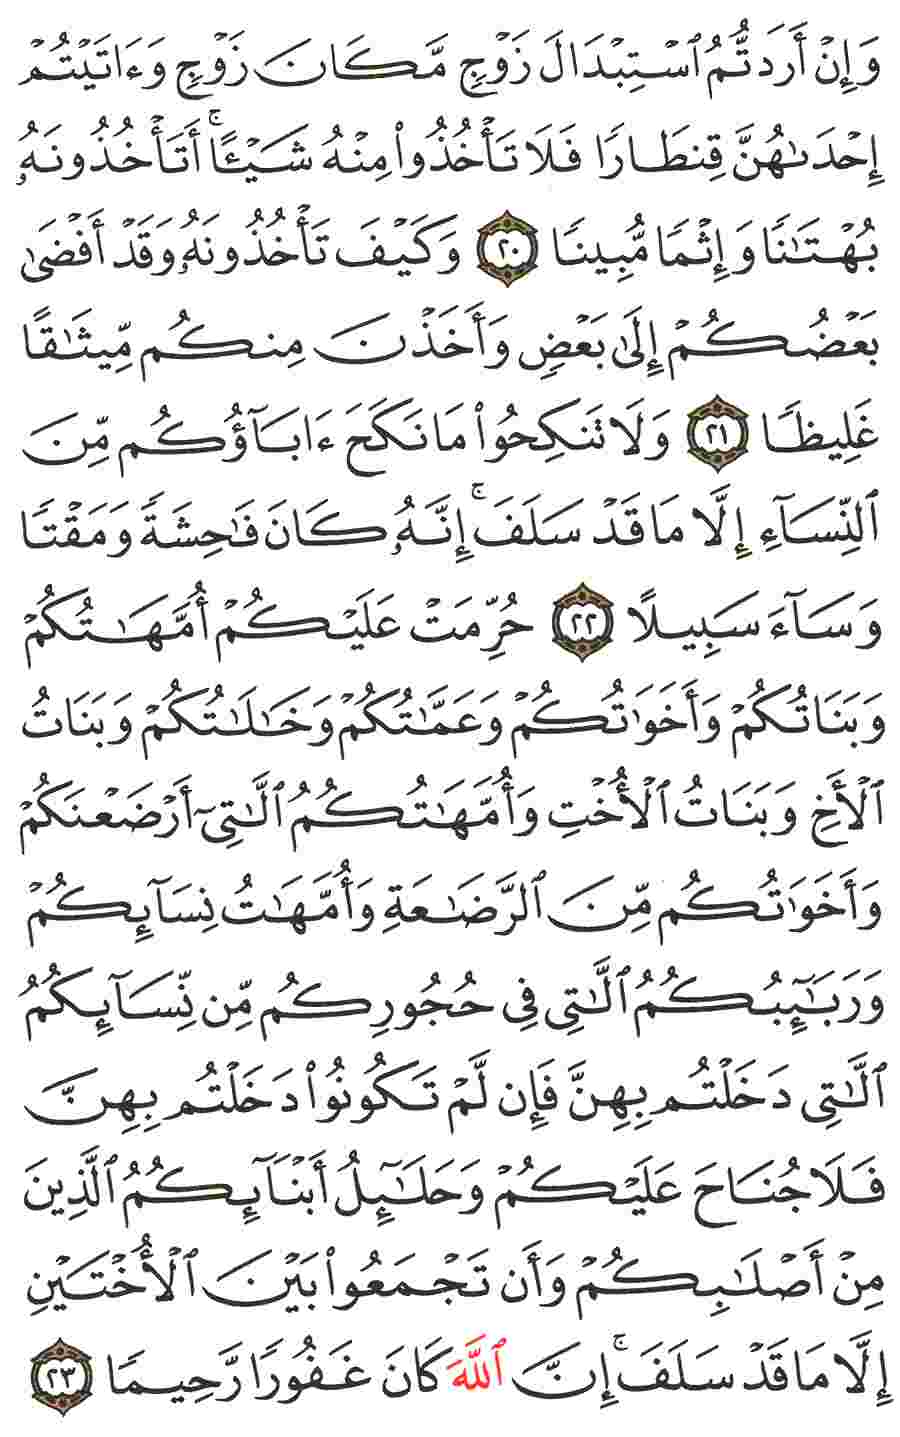 وَإِنْ أَرَدتُّمُ ٱسْتِبْدَالَ زَوْجٍ مَّكَانَ زَوْجٍ وَءَاتَيْتُمْ
إِحْدَىٰهُنَّ قِنطَارًا فَلَا تَأْخُذُوا۟ مِنْهُ شَيْـًٔا ۚ أَتَأْخُذُونَهُۥ
بُهْتَـٰنًا وَإِثْمًا مُّبِينًا ٢٠ وَكَيْفَ تَأْخُذُونَهُۥ وَقَدْ أَفْضَىٰ
بَعْضُكُمْ إِلَىٰ بَعْضٍ وَأَخَذْنَ مِنكُم مِّيثَـٰقًا
غَلِيظًا ٢١ وَلَا تَنكِحُوا۟ مَا نَكَحَ ءَابَآؤُكُم مِّنَ
ٱلنِّسَآءِ إِلَّا مَا قَدْ سَلَفَ ۚ إِنَّهُۥ كَانَ فَـٰحِشَةً وَمَقْتًا
وَسَآءَ سَبِيلًا ٢٢ حُرِّمَتْ عَلَيْكُمْ أُمَّهَـٰتُكُمْ
وَبَنَاتُكُمْ وَأَخَوَٰتُكُمْ وَعَمَّـٰتُكُمْ وَخَـٰلَـٰتُكُمْ وَبَنَاتُ
ٱلْأَخِ وَبَنَاتُ ٱلْأُخْتِ وَأُمَّهَـٰتُكُمُ ٱلَّـٰتِىٓ أَرْضَعْنَكُمْ
وَأَخَوَٰتُكُم مِّنَ ٱلرَّضَـٰعَةِ وَأُمَّهَـٰتُ نِسَآئِكُمْ
وَرَبَـٰٓئِبُكُمُ ٱلَّـٰتِى فِى حُجُورِكُم مِّن نِّسَآئِكُمُ
ٱلَّـٰتِى دَخَلْتُم بِهِنَّ فَإِن لَّمْ تَكُونُوا۟ دَخَلْتُم بِهِنَّ
فَلَا جُنَاحَ عَلَيْكُمْ وَحَلَـٰٓئِلُ أَبْنَآئِكُمُ ٱلَّذِينَ
مِنْ أَصْلَـٰبِكُمْ وَأَن تَجْمَعُوا۟ بَيْنَ ٱلْأُخْتَيْنِ
إِلَّا مَا قَدْ سَلَفَ ۗ إِنَّ ٱللَّهَ كَانَ غَفُورًا رَّحِيمًا ٢٣